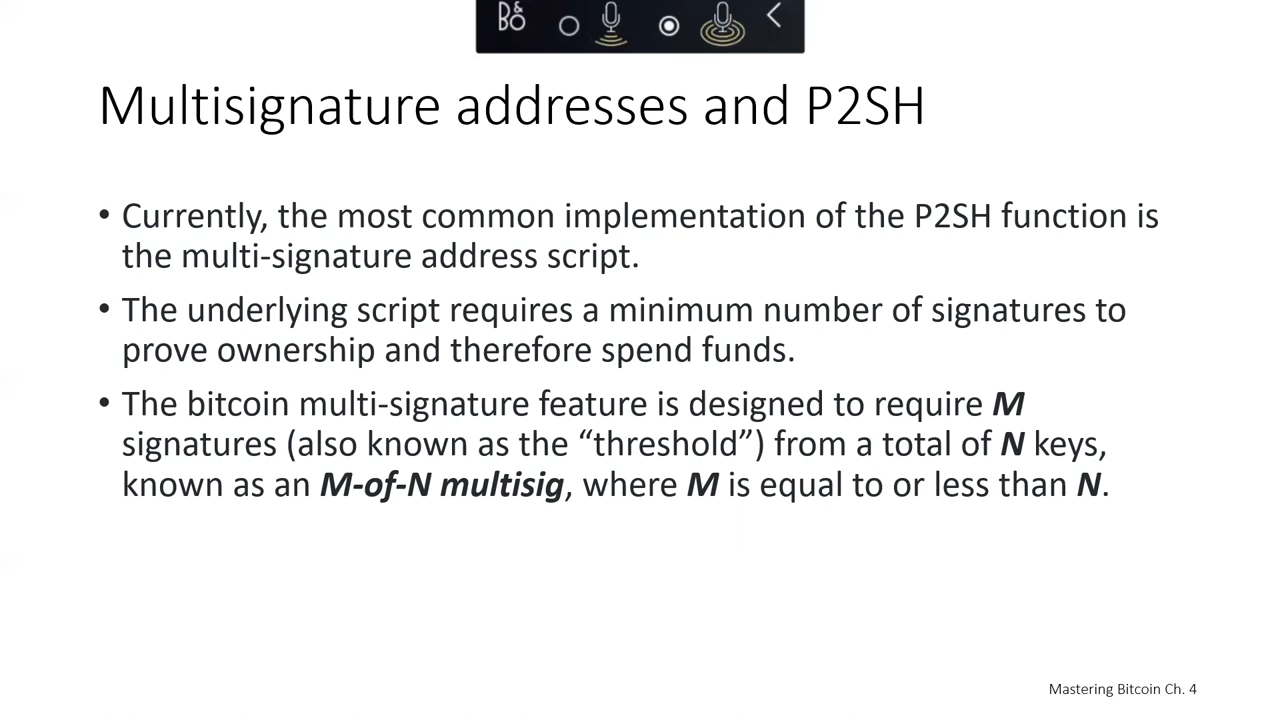 B&O
Multisignature addresses and P2SH
• Currently, the most common implementation of the P2SH function is
the multi-signature address script.
• The underlying script requires a minimum number of signatures to
prove ownership and therefore spend funds.
• The bitcoin multi-signature feature is designed to require M
signatures (also known as the “threshold”) from a total of N keys,
known as an M-of-N multisig, where M is equal to or less than N.
Mastering Bitcoin Ch. 4